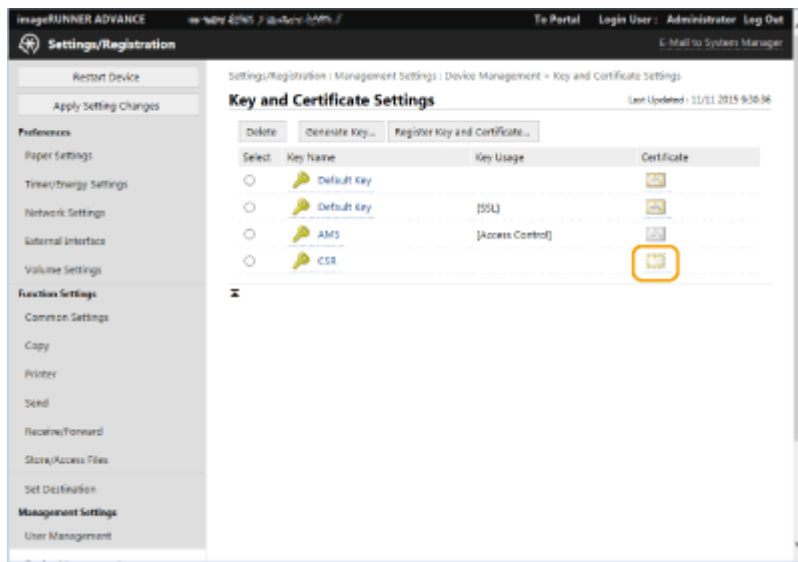 imageRUNNER ADVANCE
To Portal Login User : Administrator Log Out
Settings/Registration
E-Mail to System Manager
Restart Device
Apply Setting Changes
Settings/Registration : Management Settings : Device Management > Key and Certificate Settings
Key and Certificate Settings
Last Updated : 11/11 2015 9:30:36
Delete
Generate Key...
Register Key and Certificate...
Select Key Name Key Usage Certificate
Default Key
Default Key [SSL]
AMS [Access Control]
CSR
Preferences
Paper Settings
Timer/Energy Settings
Network Settings
External Interface
Volume Settings
Function Settings
Common Settings
Copy
Printer
Send
Receive/Forward
Store/Access Files
Set Destination
Management Settings
User Management